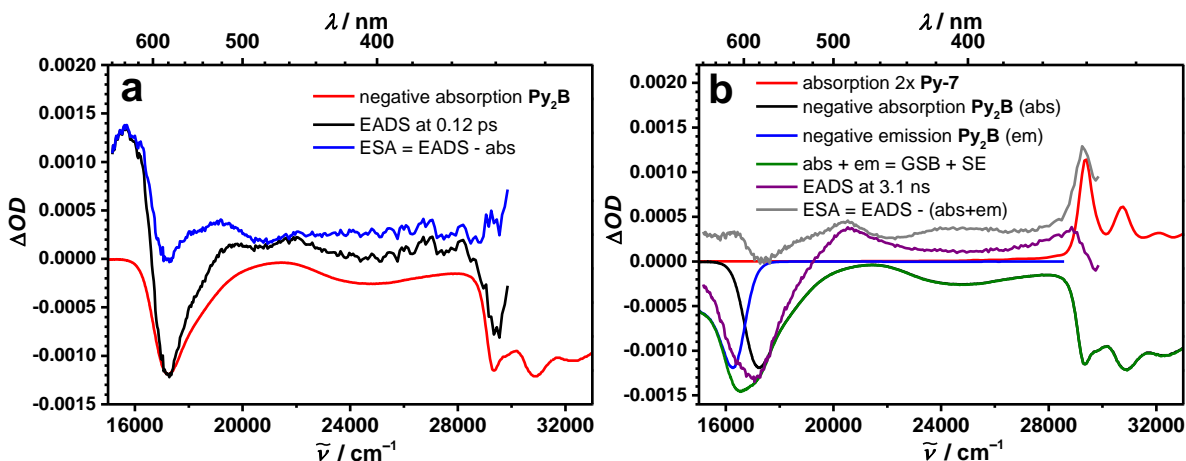 λ / nm
600 500 400
0.0020
0.0015
0.0010
0.0005
0.0000
-0.0005
-0.0010
-0.0015
ΔOD
a
negative absorption Py₂B
EADS at 0.12 ps
ESA = EADS - abs
16000 20000 24000 28000 32000
ν̃ / cm⁻¹
λ / nm
600 500 400
0.0020
0.0015
0.0010
0.0005
0.0000
-0.0005
-0.0010
-0.0015
ΔOD
b
absorption 2x Py-7
negative absorption Py₂B (abs)
negative emission Py₂B (em)
abs + em = GSB + SE
EADS at 3.1 ns
ESA = EADS - (abs+em)
16000 20000 24000 28000 32000
ν̃ / cm⁻¹